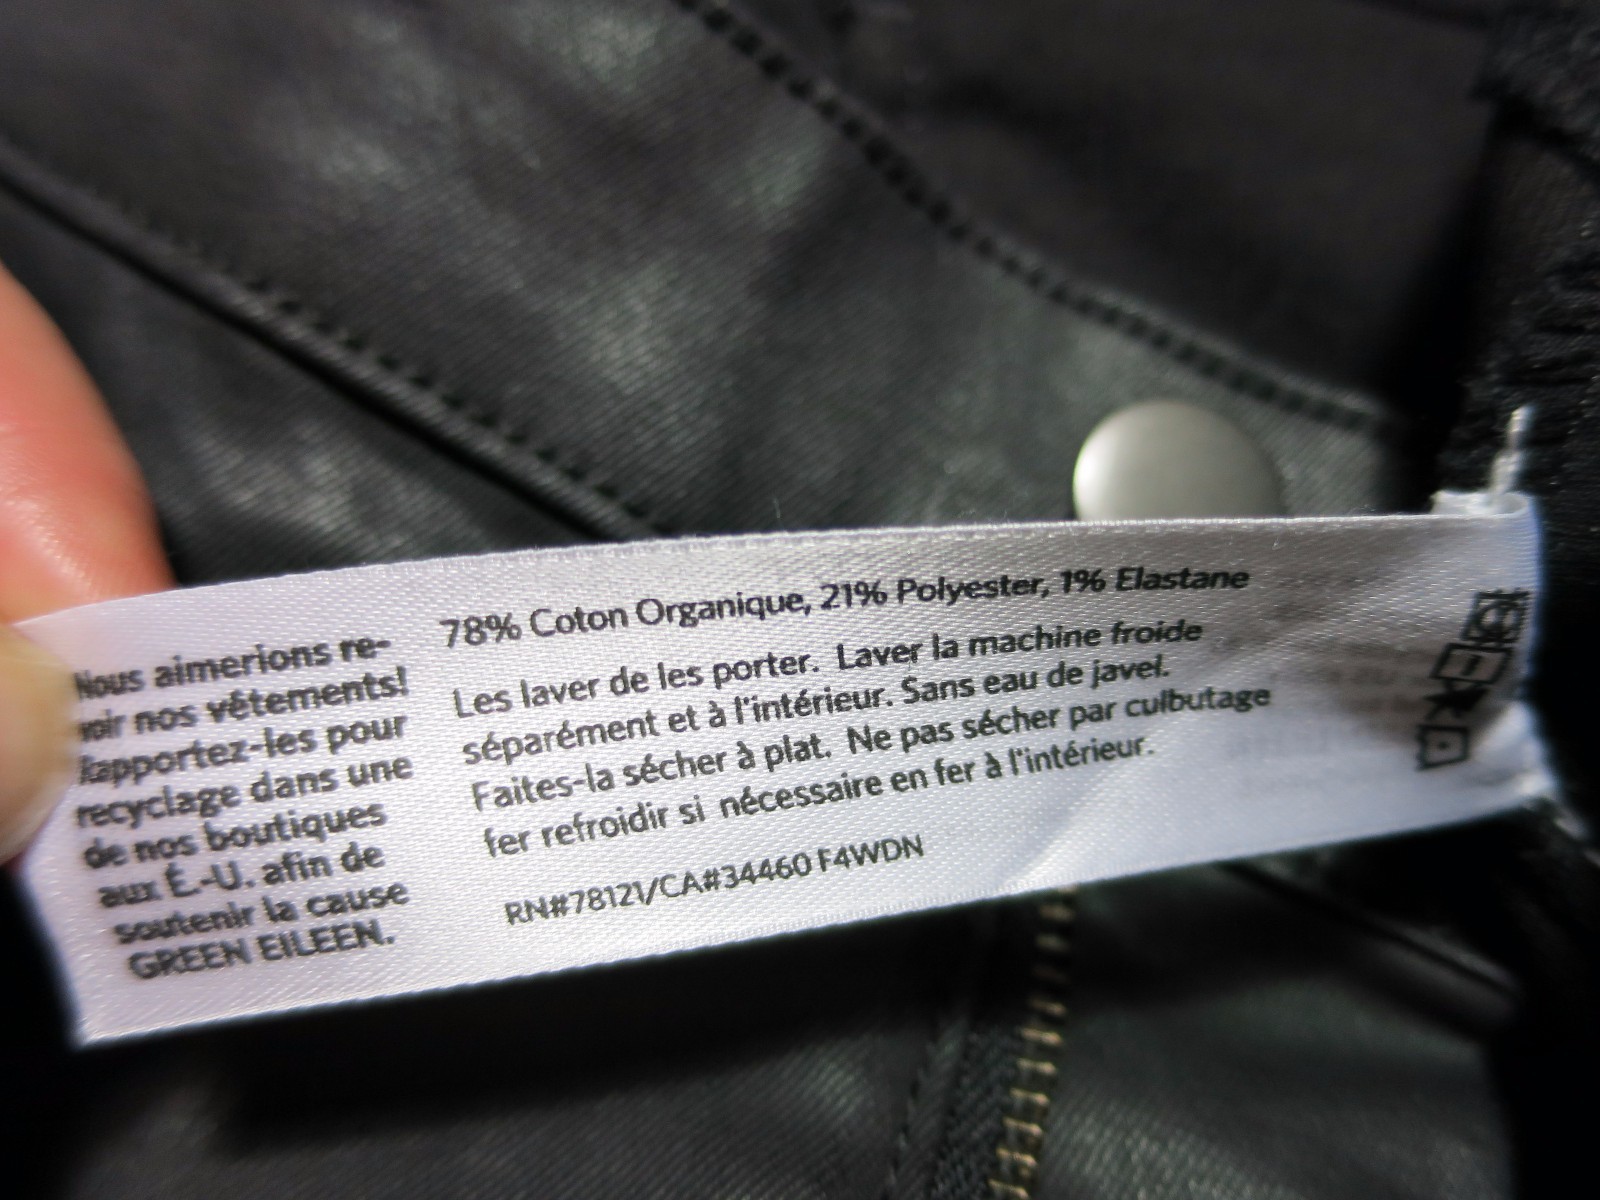 Nous aimerions re-
voir nos vêtements!
Rapportez-les pour
recyclage dans une
de nos boutiques
aux É.-U. afin de
soutenir la cause
GREEN EILEEN.
78% Coton Organique, 21% Polyester, 1% Elastane
Les laver de les porter. Laver la machine froide
séparément et à l'intérieur. Sans eau de javel.
Faites-la sécher à plat. Ne pas sécher par culbutage
fer refroidir si nécessaire en fer à l'intérieur.
RN#78121/CA#34460 F4WDN